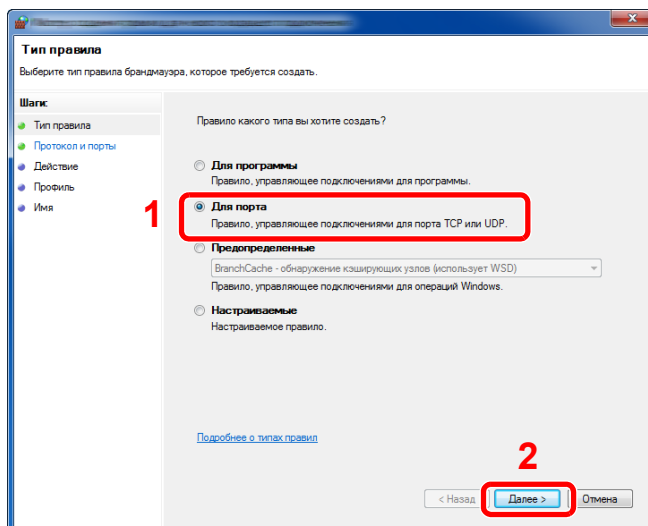 Тип правила
Выберите тип правила брандмауэра, которое требуется создать.
Шаги:
Тип правила
Протокол и порты
Действие
Профиль
Имя
Правило какого типа вы хотите создать?
Для программы
Правило, управляющее подключениями для программы.
1
Для порта
Правило, управляющее подключениями для порта TCP или UDP.
Предопределенные
BranchCache - обнаружение кэширующих узлов (использует WSD)
Правило, управляющее подключениями для операций Windows.
Настраиваемые
Настраиваемое правило.
Подробнее о типах правил
2
< Назад
Далее >
Отмена